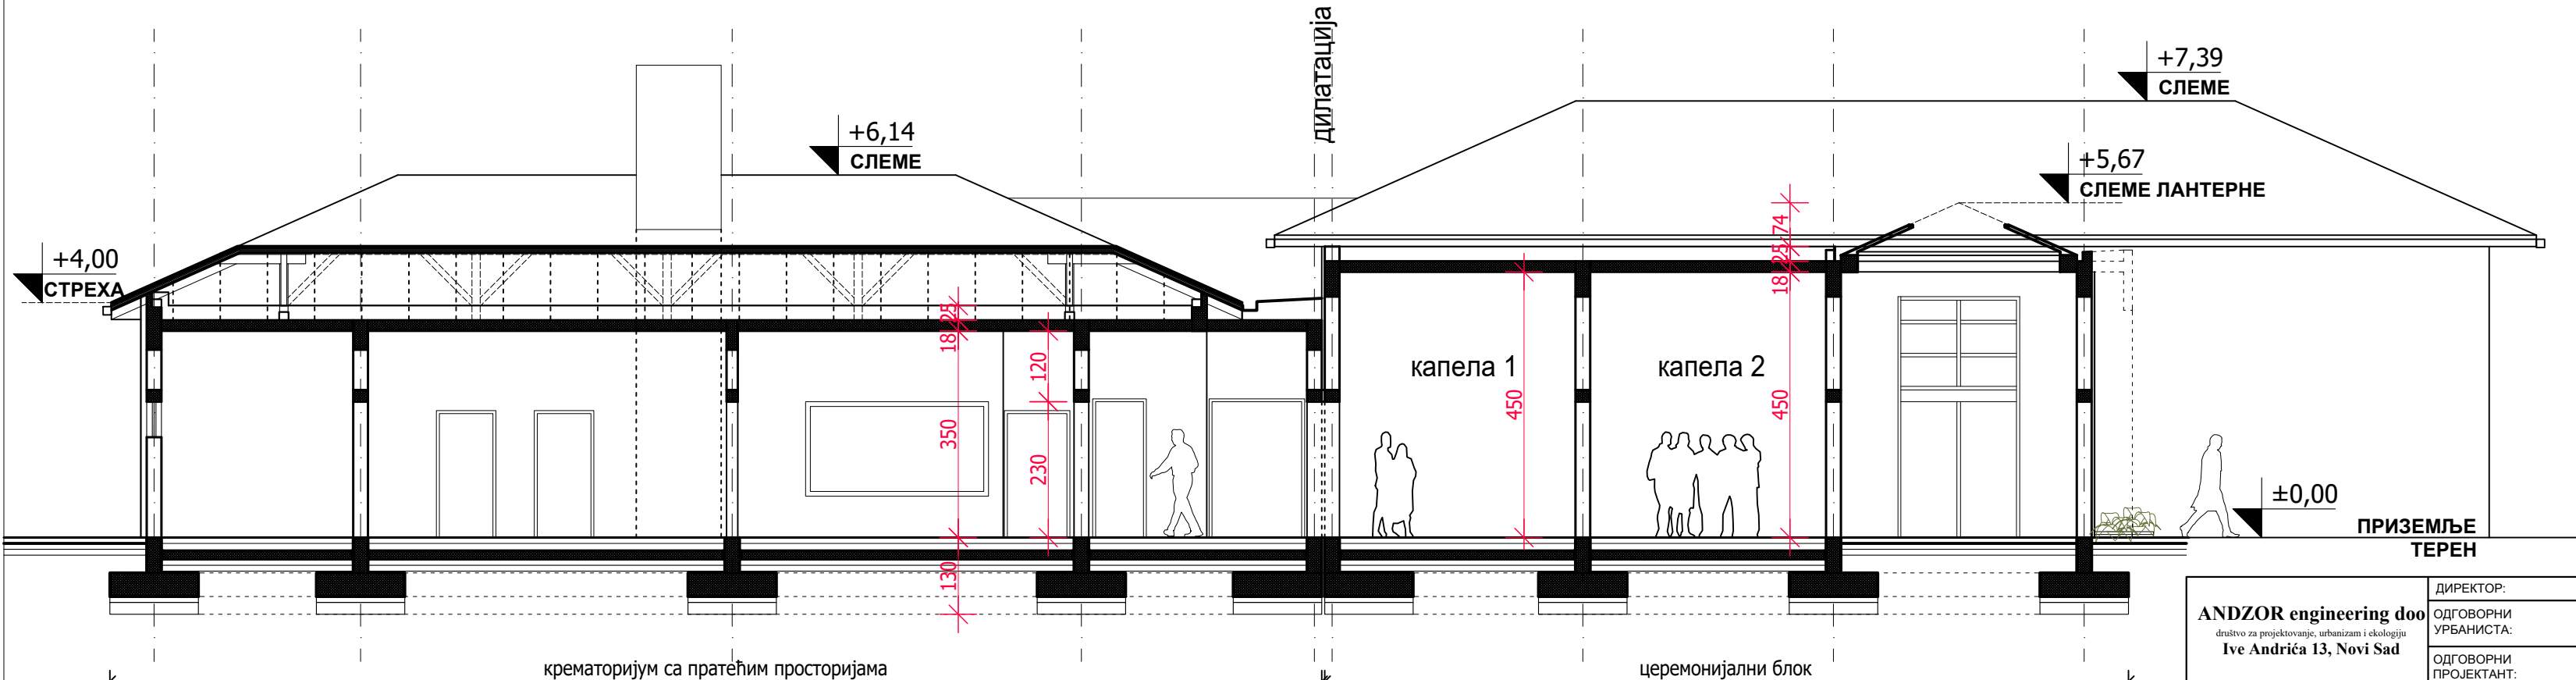 дилатација
+7,39
СЛЕМЕ
+6,14
СЛЕМЕ
+5,67
СЛЕМЕ ЛАНТЕРНЕ
+4,00
СТРЕХА
74
25
18
25
18
120
капела 1
капела 2
350
450
450
230
±0,00
ПРИЗЕМЉЕ
ТЕРЕН
130
ANDZOR engineering doo
društvo za projektovanje, urbanizam i ekologiju
Ive Andrića 13, Novi Sad
ДИРЕКТОР:
ОДГОВОРНИ
УРБАНИСТА:
ОДГОВОРНИ
ПРОЈЕКТАНТ:
крематоријум са пратећим просторијама
церемонијални блок